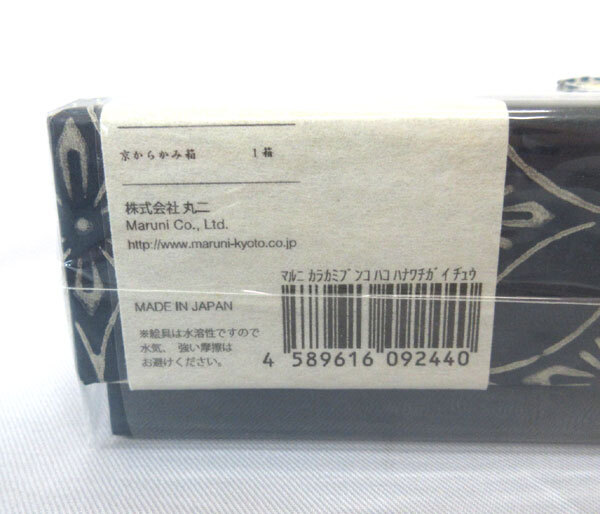 京からかみ箱 1箱
株式会社 丸二
Maruni Co., Ltd.
http://www.maruni-kyoto.co.jp
ﾏﾙﾆ ｶﾗｶﾐﾌﾞﾝｺ ﾊｺ ﾊﾅﾜﾁｶﾞｲ ﾁｭｳ
MADE IN JAPAN
※絵具は水溶性ですので
水気、強い摩擦は
お避けください。
4 589616 092440